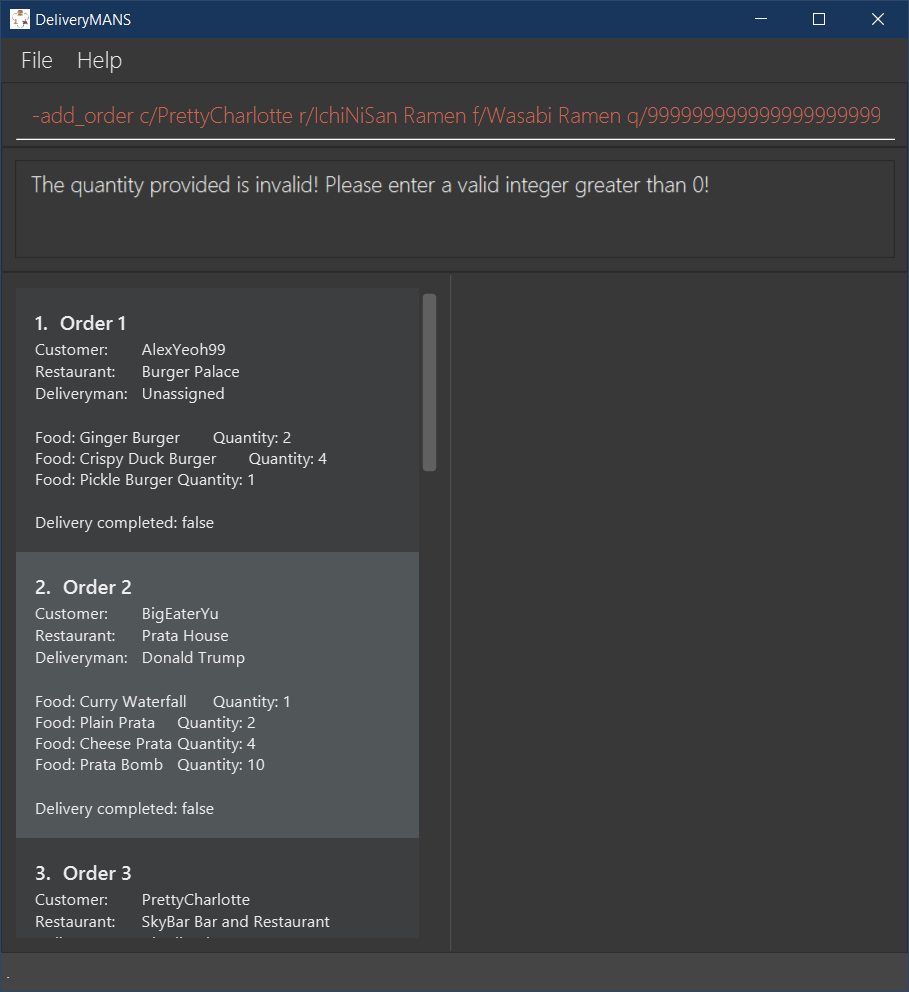 DeliveryMANS
File Help
-add_order c/PrettyCharlotte r/IchiNiSan Ramen f/Wasabi Ramen q/999999999999999999999
The quantity provided is invalid! Please enter a valid integer greater than 0!
1. Order 1
Customer: AlexYeoh99
Restaurant: Burger Palace
Deliveryman: Unassigned
Food: Ginger Burger Quantity: 2
Food: Crispy Duck Burger Quantity: 4
Food: Pickle Burger Quantity: 1
Delivery completed: false
2. Order 2
Customer: BigEaterYu
Restaurant: Prata House
Deliveryman: Donald Trump
Food: Curry Waterfall Quantity: 1
Food: Plain Prata Quantity: 2
Food: Cheese Prata Quantity: 4
Food: Prata Bomb Quantity: 10
Delivery completed: false
3. Order 3
Customer: PrettyCharlotte
Restaurant: SkyBar Bar and Restaurant
.